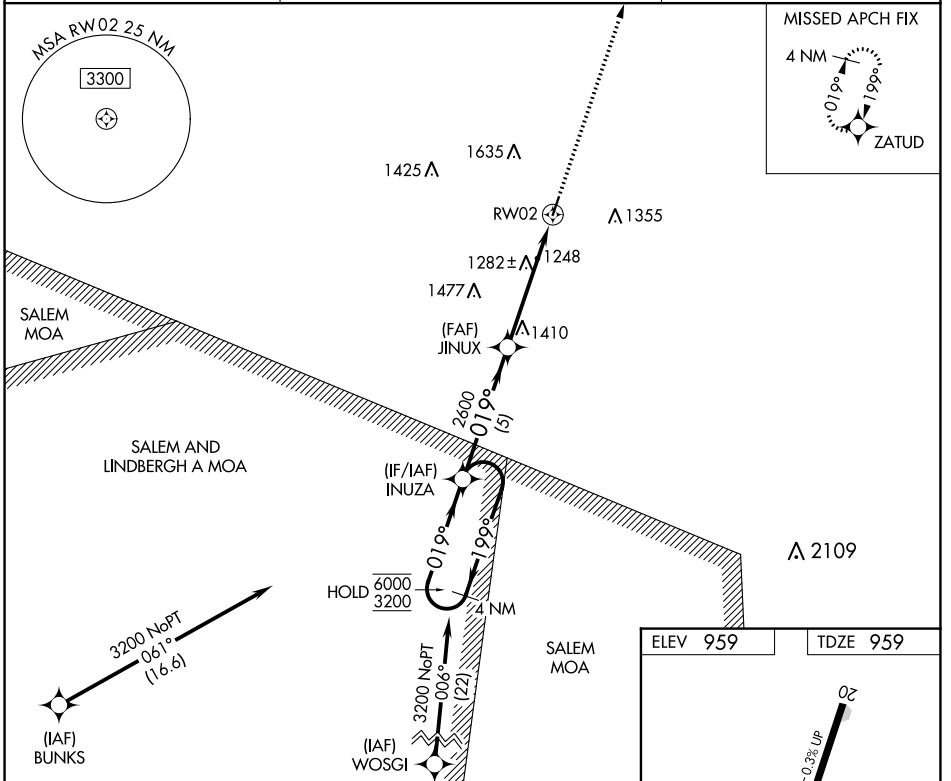 MSA RW02 25 NM
3300
MISSED APCH FIX
4 NM
019°
199°
ZATUD
1635
1425
RW02
1355
1282±
1248
1477
(FAF)
JINUX
1410
SALEM
MOA
2600
019°
(5)
SALEM AND
LINDBERGH A MOA
(IF/IAF)
INUZA
019°
199°
HOLD 6000
3200
4 NM
2109
3200 NoPT
061°
(16.6)
(IAF)
BUNKS
3200 NoPT
006°
(22)
(IAF)
WOSGI
SALEM
MOA
ELEV 959
TDZE 959
20
0.3% UP